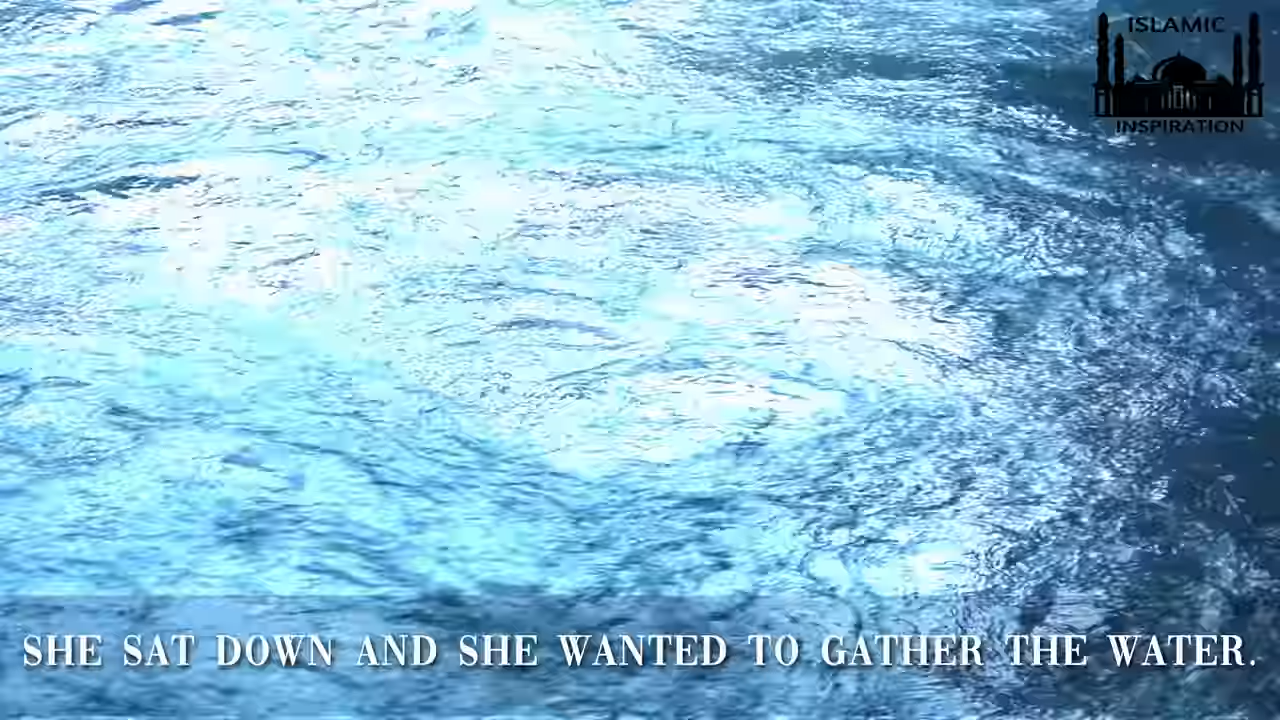 ISLAMIC
INSPIRATION
SHE SAT DOWN AND SHE WANTED TO GATHER THE WATER.